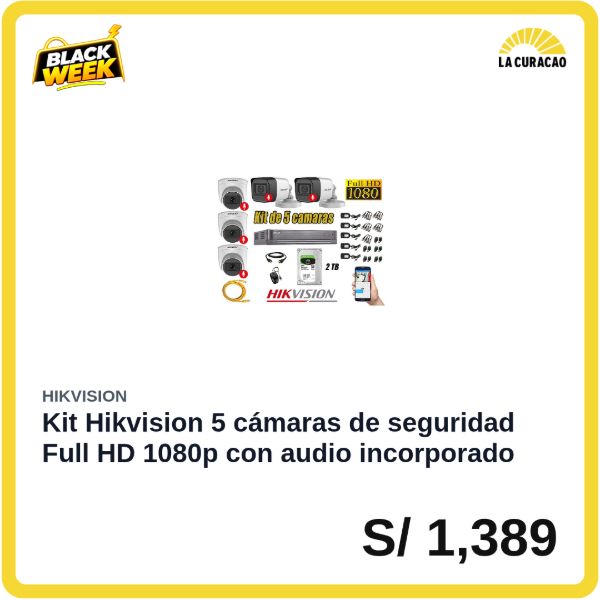 BLACK
WEEK
LA CURACAO
Full HD
1080
Kit de 5 camaras
2 TB
HIKVISION
HIKVISION
Kit Hikvision 5 cámaras de seguridad
Full HD 1080p con audio incorporado
S/ 1,389